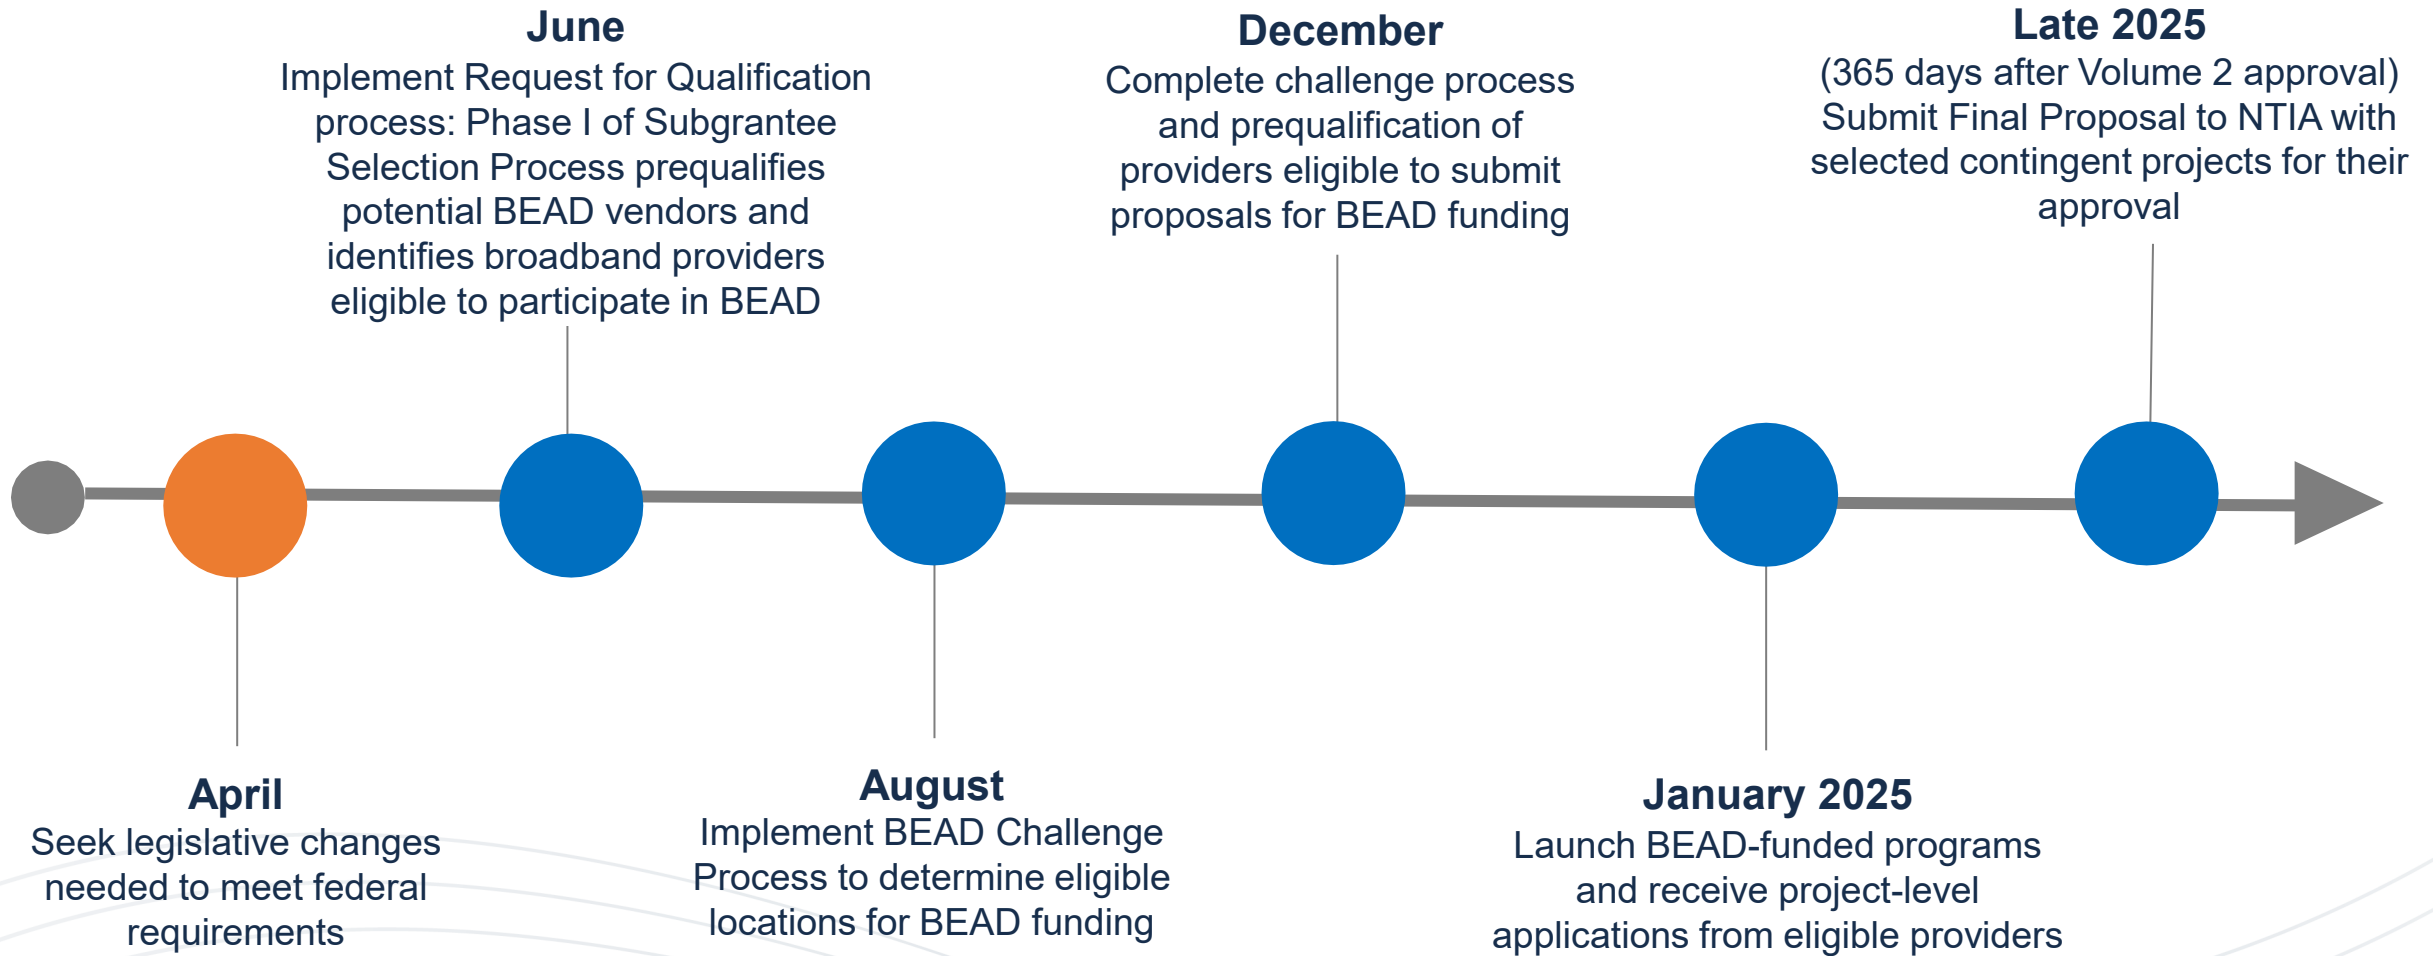 June
Implement Request for Qualification
process: Phase I of Subgrantee
Selection Process prequalifies
potential BEAD vendors and
identifies broadband providers
eligible to participate in BEAD
December
Complete challenge process
and prequalification of
providers eligible to submit
proposals for BEAD funding
Late 2025
(365 days after Volume 2 approval)
Submit Final Proposal to NTIA with
selected contingent projects for their
approval
April
Seek legislative changes
needed to meet federal
requirements
August
Implement BEAD Challenge
Process to determine eligible
locations for BEAD funding
January 2025
Launch BEAD-funded programs
and receive project-level
applications from eligible providers